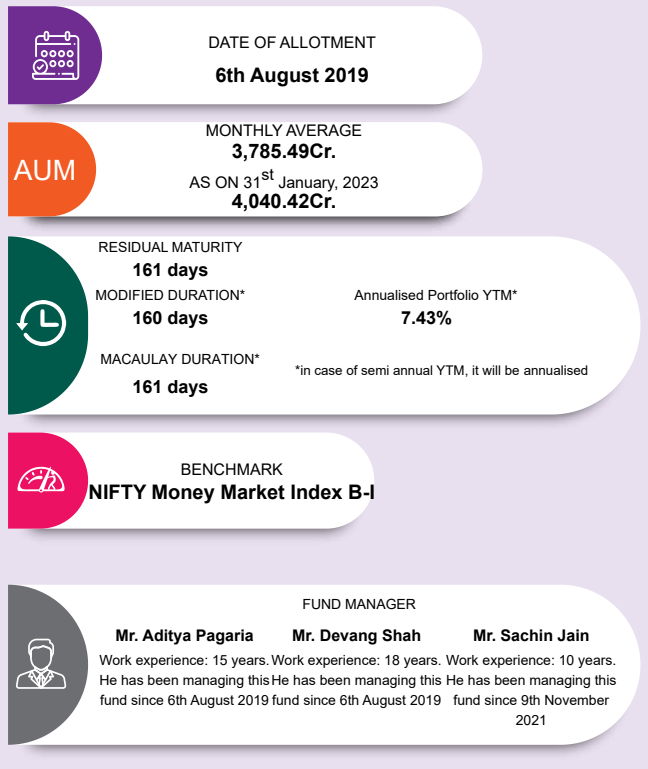 DATE OF ALLOTMENT
6th August 2019
AUM
MONTHLY AVERAGE
3,785.49Cr.
AS ON 31st January, 2023
4,040.42Cr.
RESIDUAL MATURITY
161 days
MODIFIED DURATION*
160 days
Annualised Portfolio YTM*
7.43%
MACAULAY DURATION*
161 days
*in case of semi annual YTM, it will be annualised
BENCHMARK
NIFTY Money Market Index B-I
FUND MANAGER
Mr. Aditya Pagaria
Work experience: 15 years.
He has been managing this
fund since 6th August 2019
Mr. Devang Shah
Work experience: 18 years.
He has been managing this
fund since 6th August 2019
Mr. Sachin Jain
Work experience: 10 years.
He has been managing this
fund since 9th November
2021